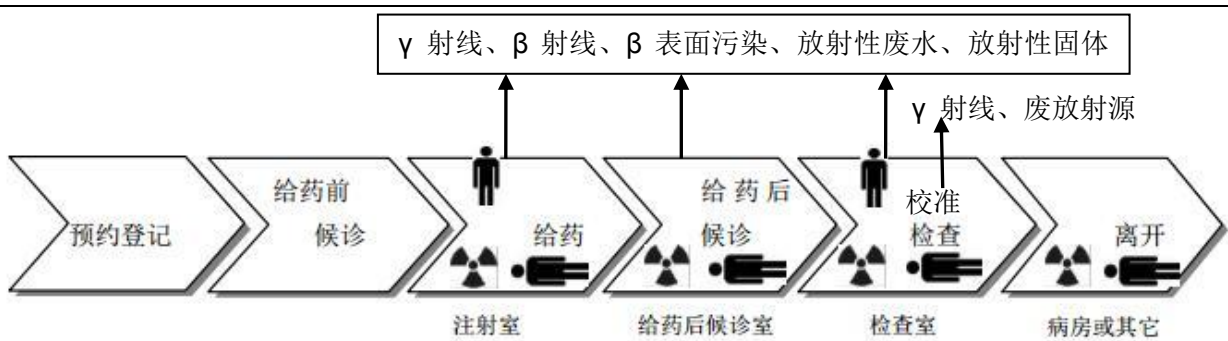 γ 射线、β 射线、β 表面污染、放射性废水、放射性固体
γ 射线、废放射源
预约登记
给药前
候诊
给药
给 药 后
候诊
校准
检查
离开
注射室
给药后候诊室
检查室
病房或其它